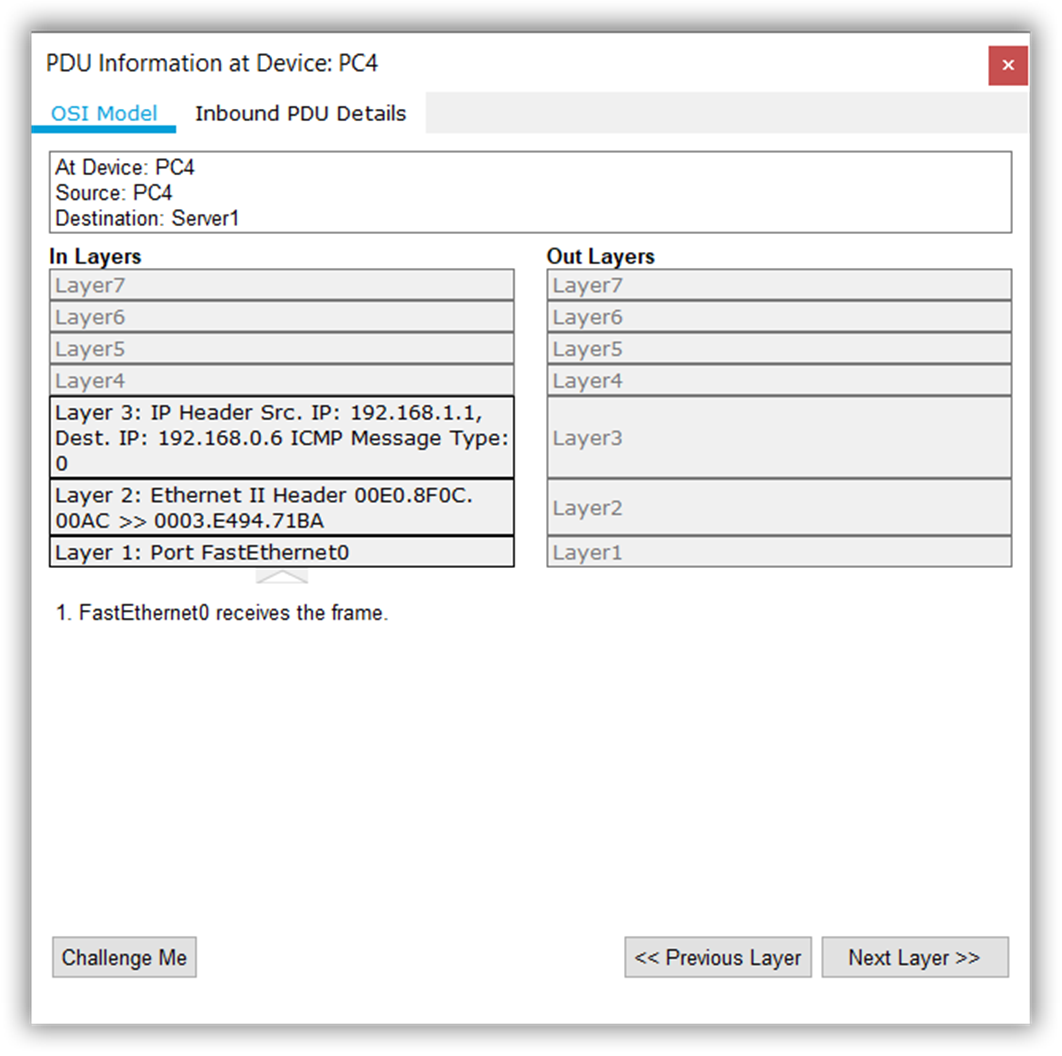 PDU Information at Device: PC4
×
OSI Model
Inbound PDU Details
At Device: PC4
Source: PC4
Destination: Server1
In Layers
Layer7
Layer6
Layer5
Layer4
Layer 3: IP Header Src. IP: 192.168.1.1,
Dest. IP: 192.168.0.6 ICMP Message Type:
0
Layer 2: Ethernet II Header 00E0.8F0C.
00AC >> 0003.E494.71BA
Layer 1: Port FastEthernet0
Out Layers
Layer7
Layer6
Layer5
Layer4
Layer3
Layer2
Layer1
1. FastEthernet0 receives the frame.
Challenge Me
<< Previous Layer
Next Layer >>